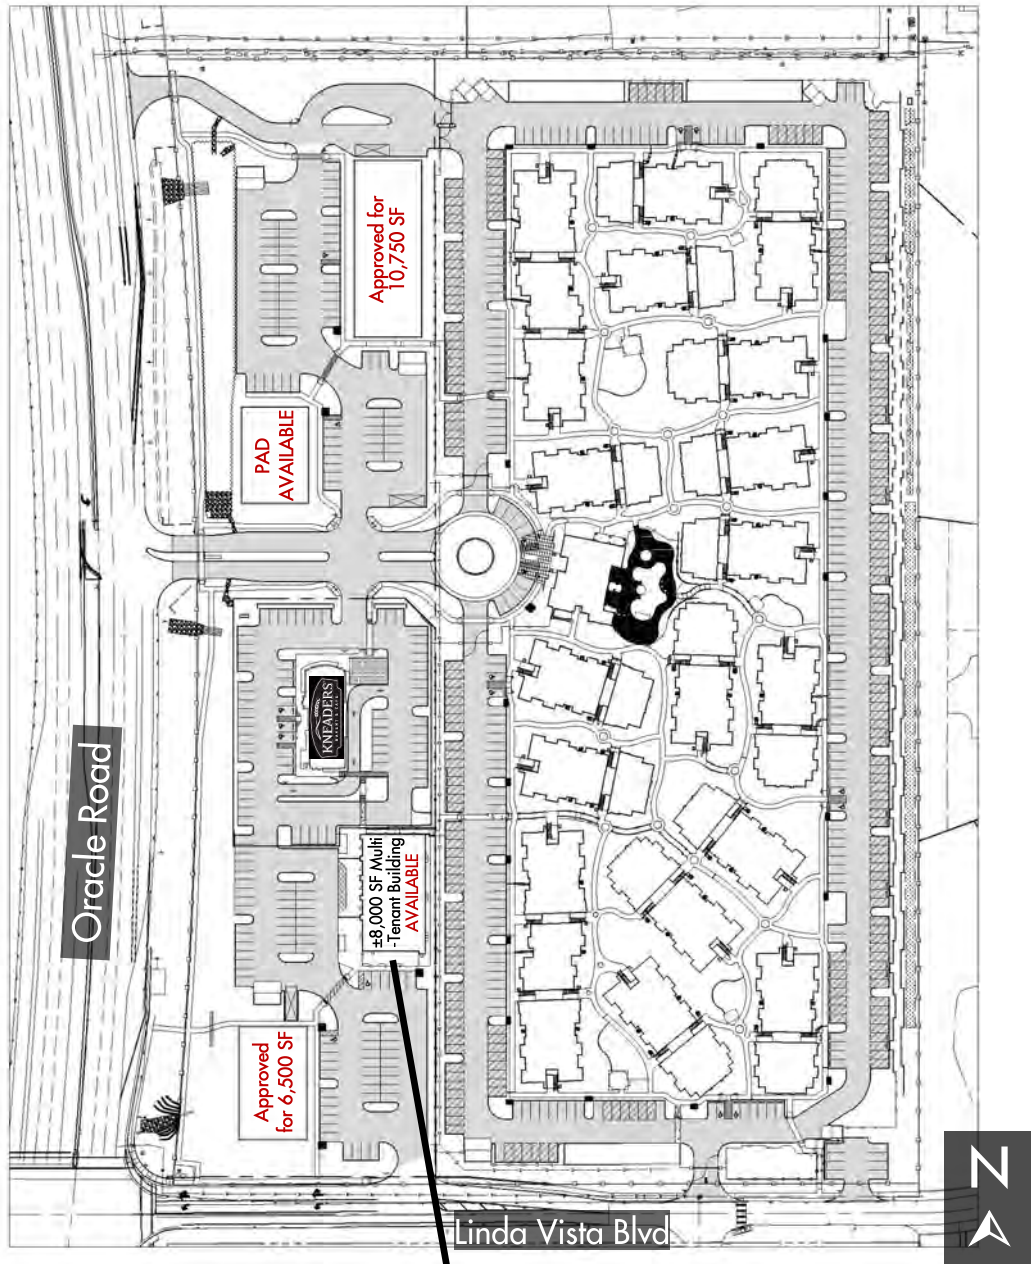 Approved for
10,750 SF
PAD
AVAILABLE
KNEADERS
Oracle Road
±8,000 SF Multi
-Tenant Building
AVAILABLE
Approved
for 6,500 SF
Linda Vista Blvd
N